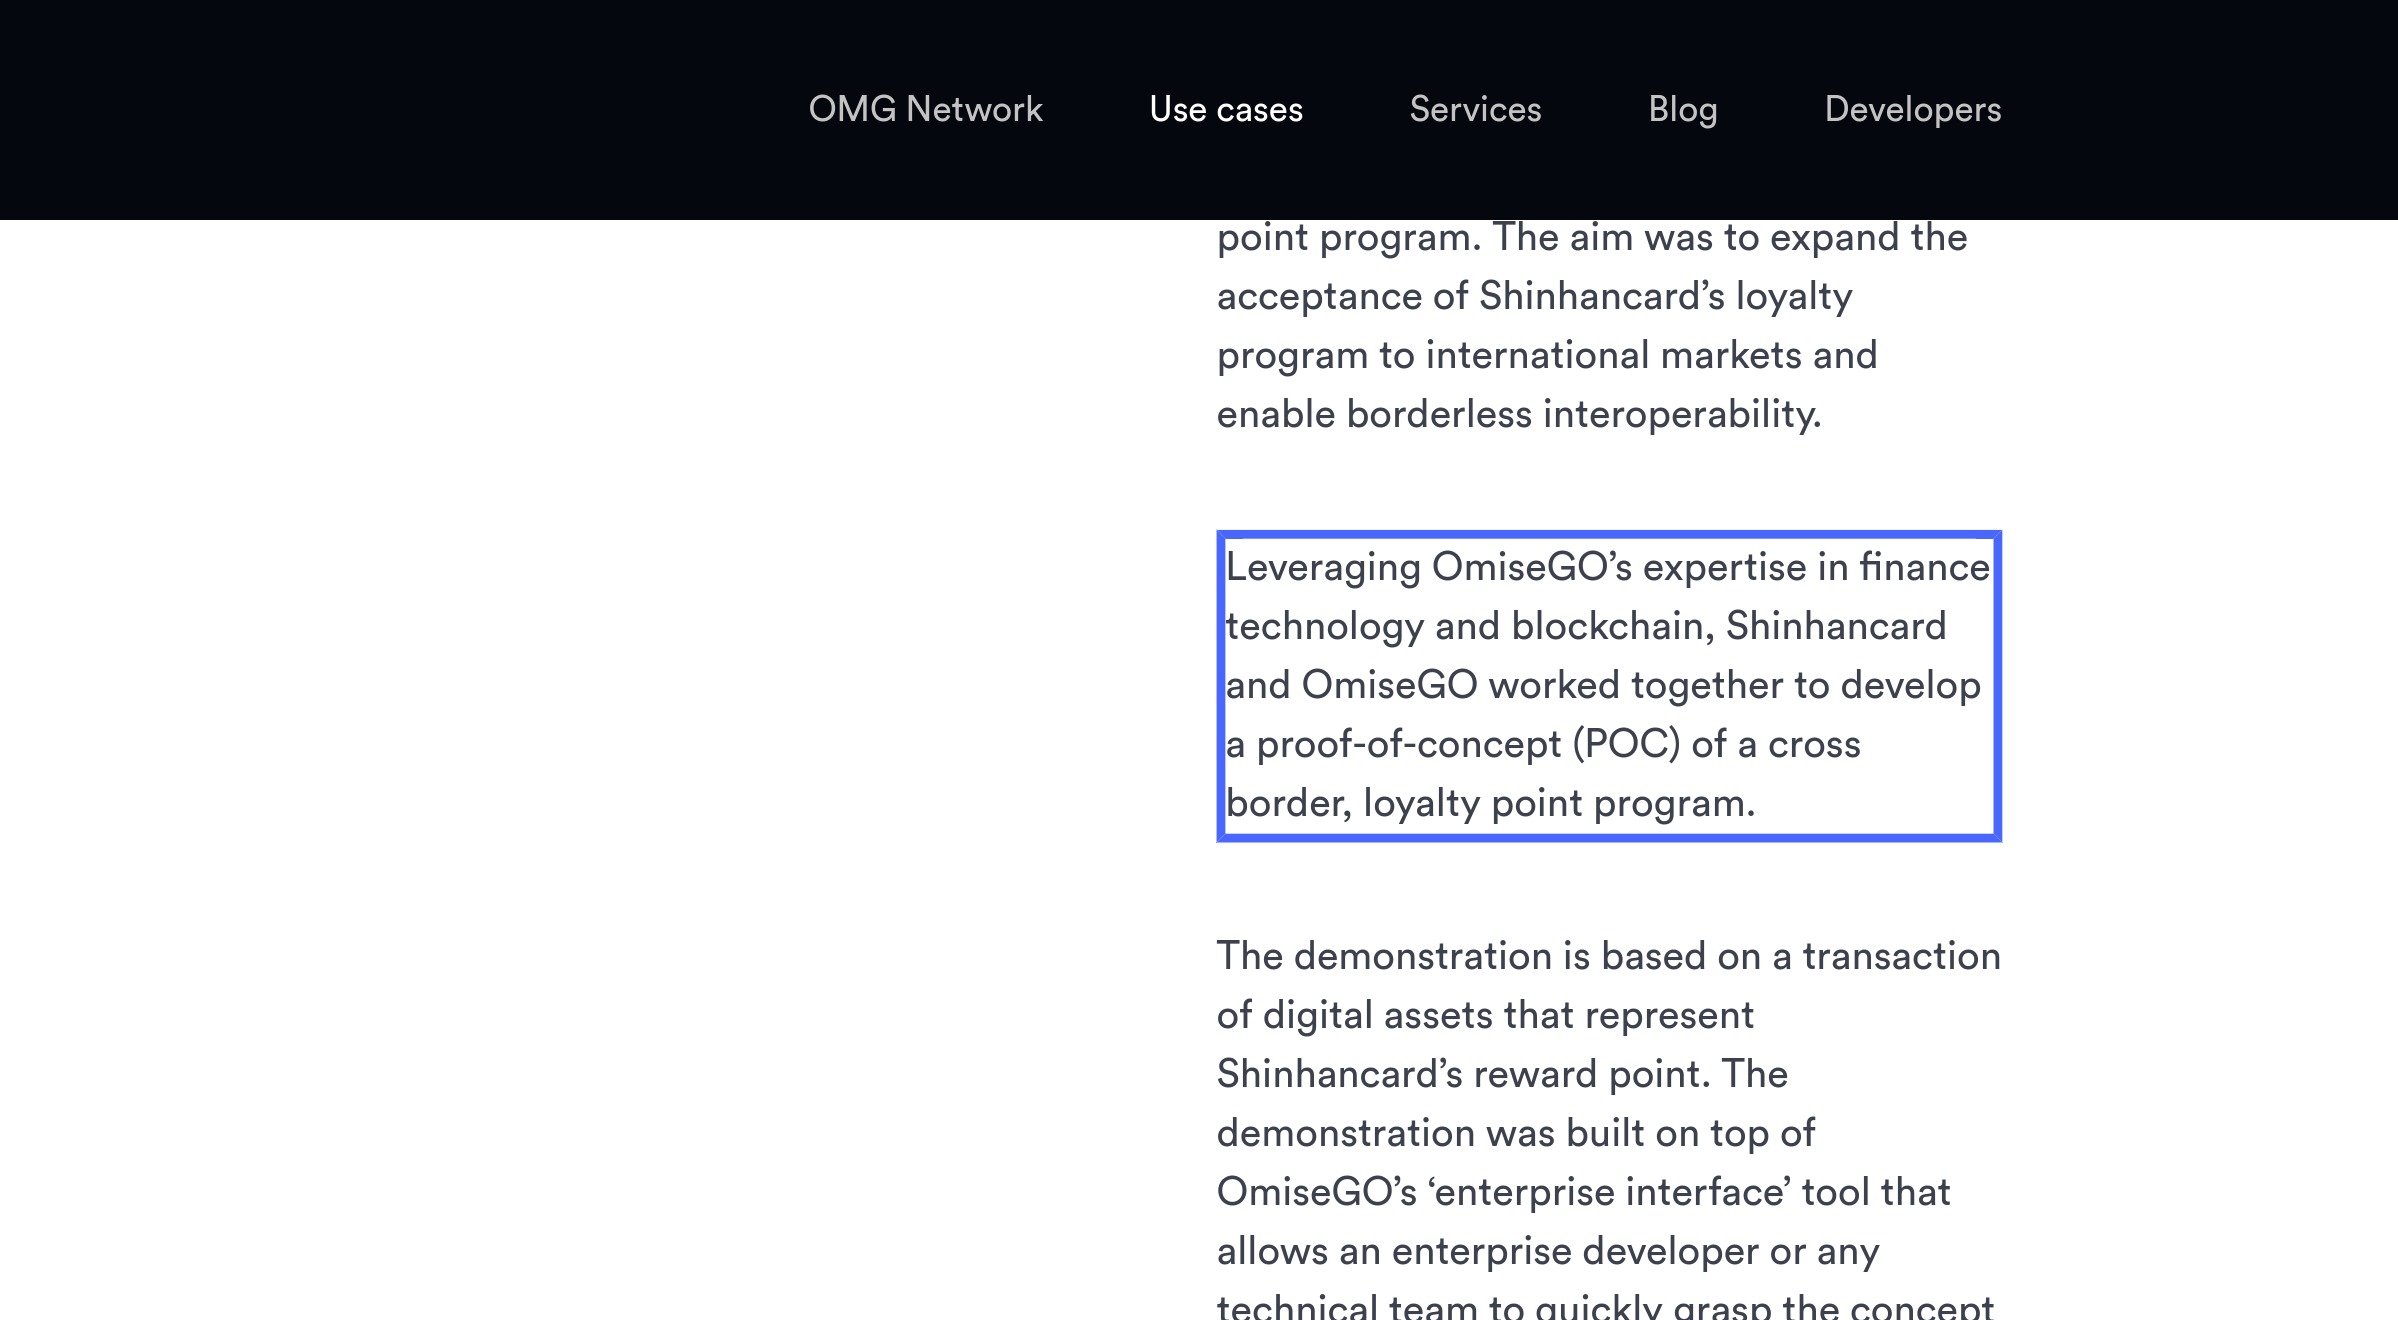 OMG Network Use cases Services Blog Developers
point program. The aim was to expand the
acceptance of Shinhancard’s loyalty
program to international markets and
enable borderless interoperability.
Leveraging OmiseGO’s expertise in finance
technology and blockchain, Shinhancard
and OmiseGO worked together to develop
a proof-of-concept (POC) of a cross
border, loyalty point program.
The demonstration is based on a transaction
of digital assets that represent
Shinhancard’s reward point. The
demonstration was built on top of
OmiseGO’s ‘enterprise interface’ tool that
allows an enterprise developer or any
technical team to quickly grasp the concept